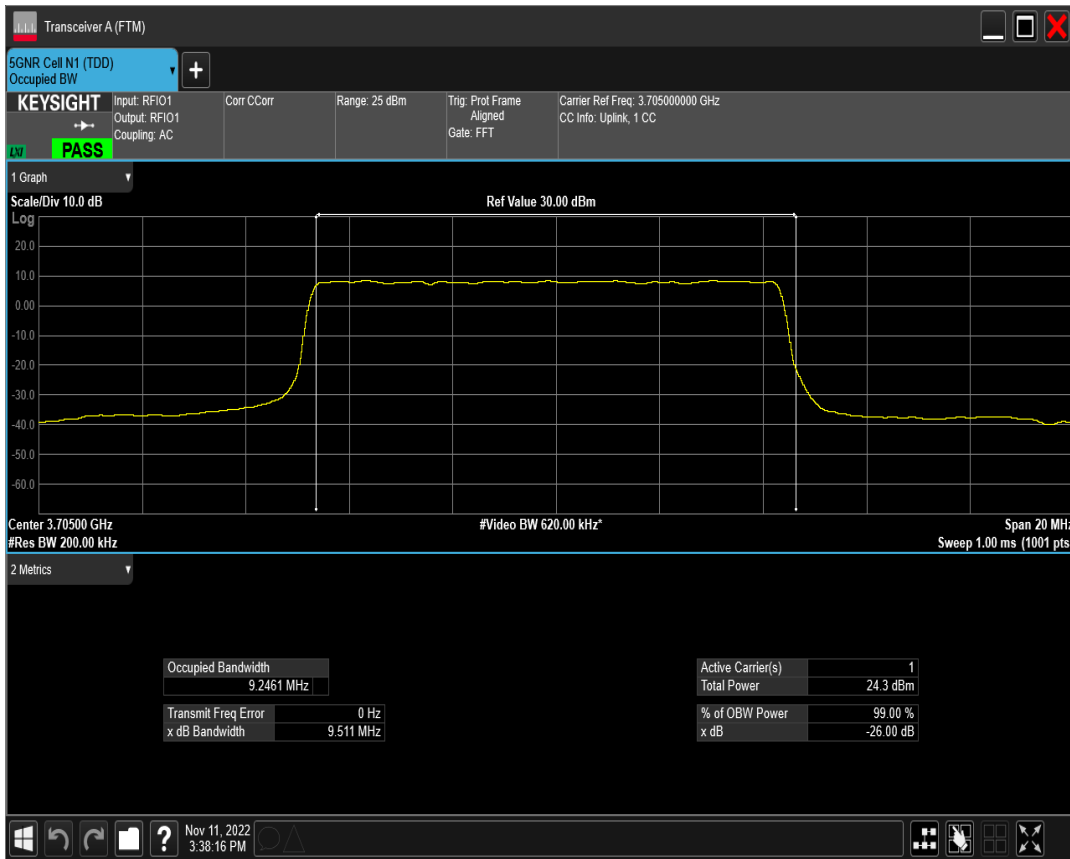 Transceiver A (FTM)
5GNR Cell N1 (TDD)
Occupied BW
+
KEYSIGHT
LXI
PASS
Input: RFIO1
Output: RFIO1
Coupling: AC
Corr CCorr
Range: 25 dBm
Trig: Prot Frame
Aligned
Gate: FFT
Carrier Ref Freq: 3.705000000 GHz
CC Info: Uplink, 1 CC
1 Graph
Scale/Div 10.0 dB
Ref Value 30.00 dBm
Log
20.0
10.0
0.00
-10.0
-20.0
-30.0
-40.0
-50.0
-60.0
Center 3.70500 GHz
#Video BW 620.00 kHz*
Span 20 MHz
#Res BW 200.00 kHz
Sweep 1.00 ms (1001 pts
2 Metrics
Occupied Bandwidth
9.2461 MHz
Transmit Freq Error 0 Hz
x dB Bandwidth 9.511 MHz
Active Carrier(s) 1
Total Power 24.3 dBm
% of OBW Power 99.00 %
x dB -26.00 dB
?
Nov 11, 2022
3:38:16 PM